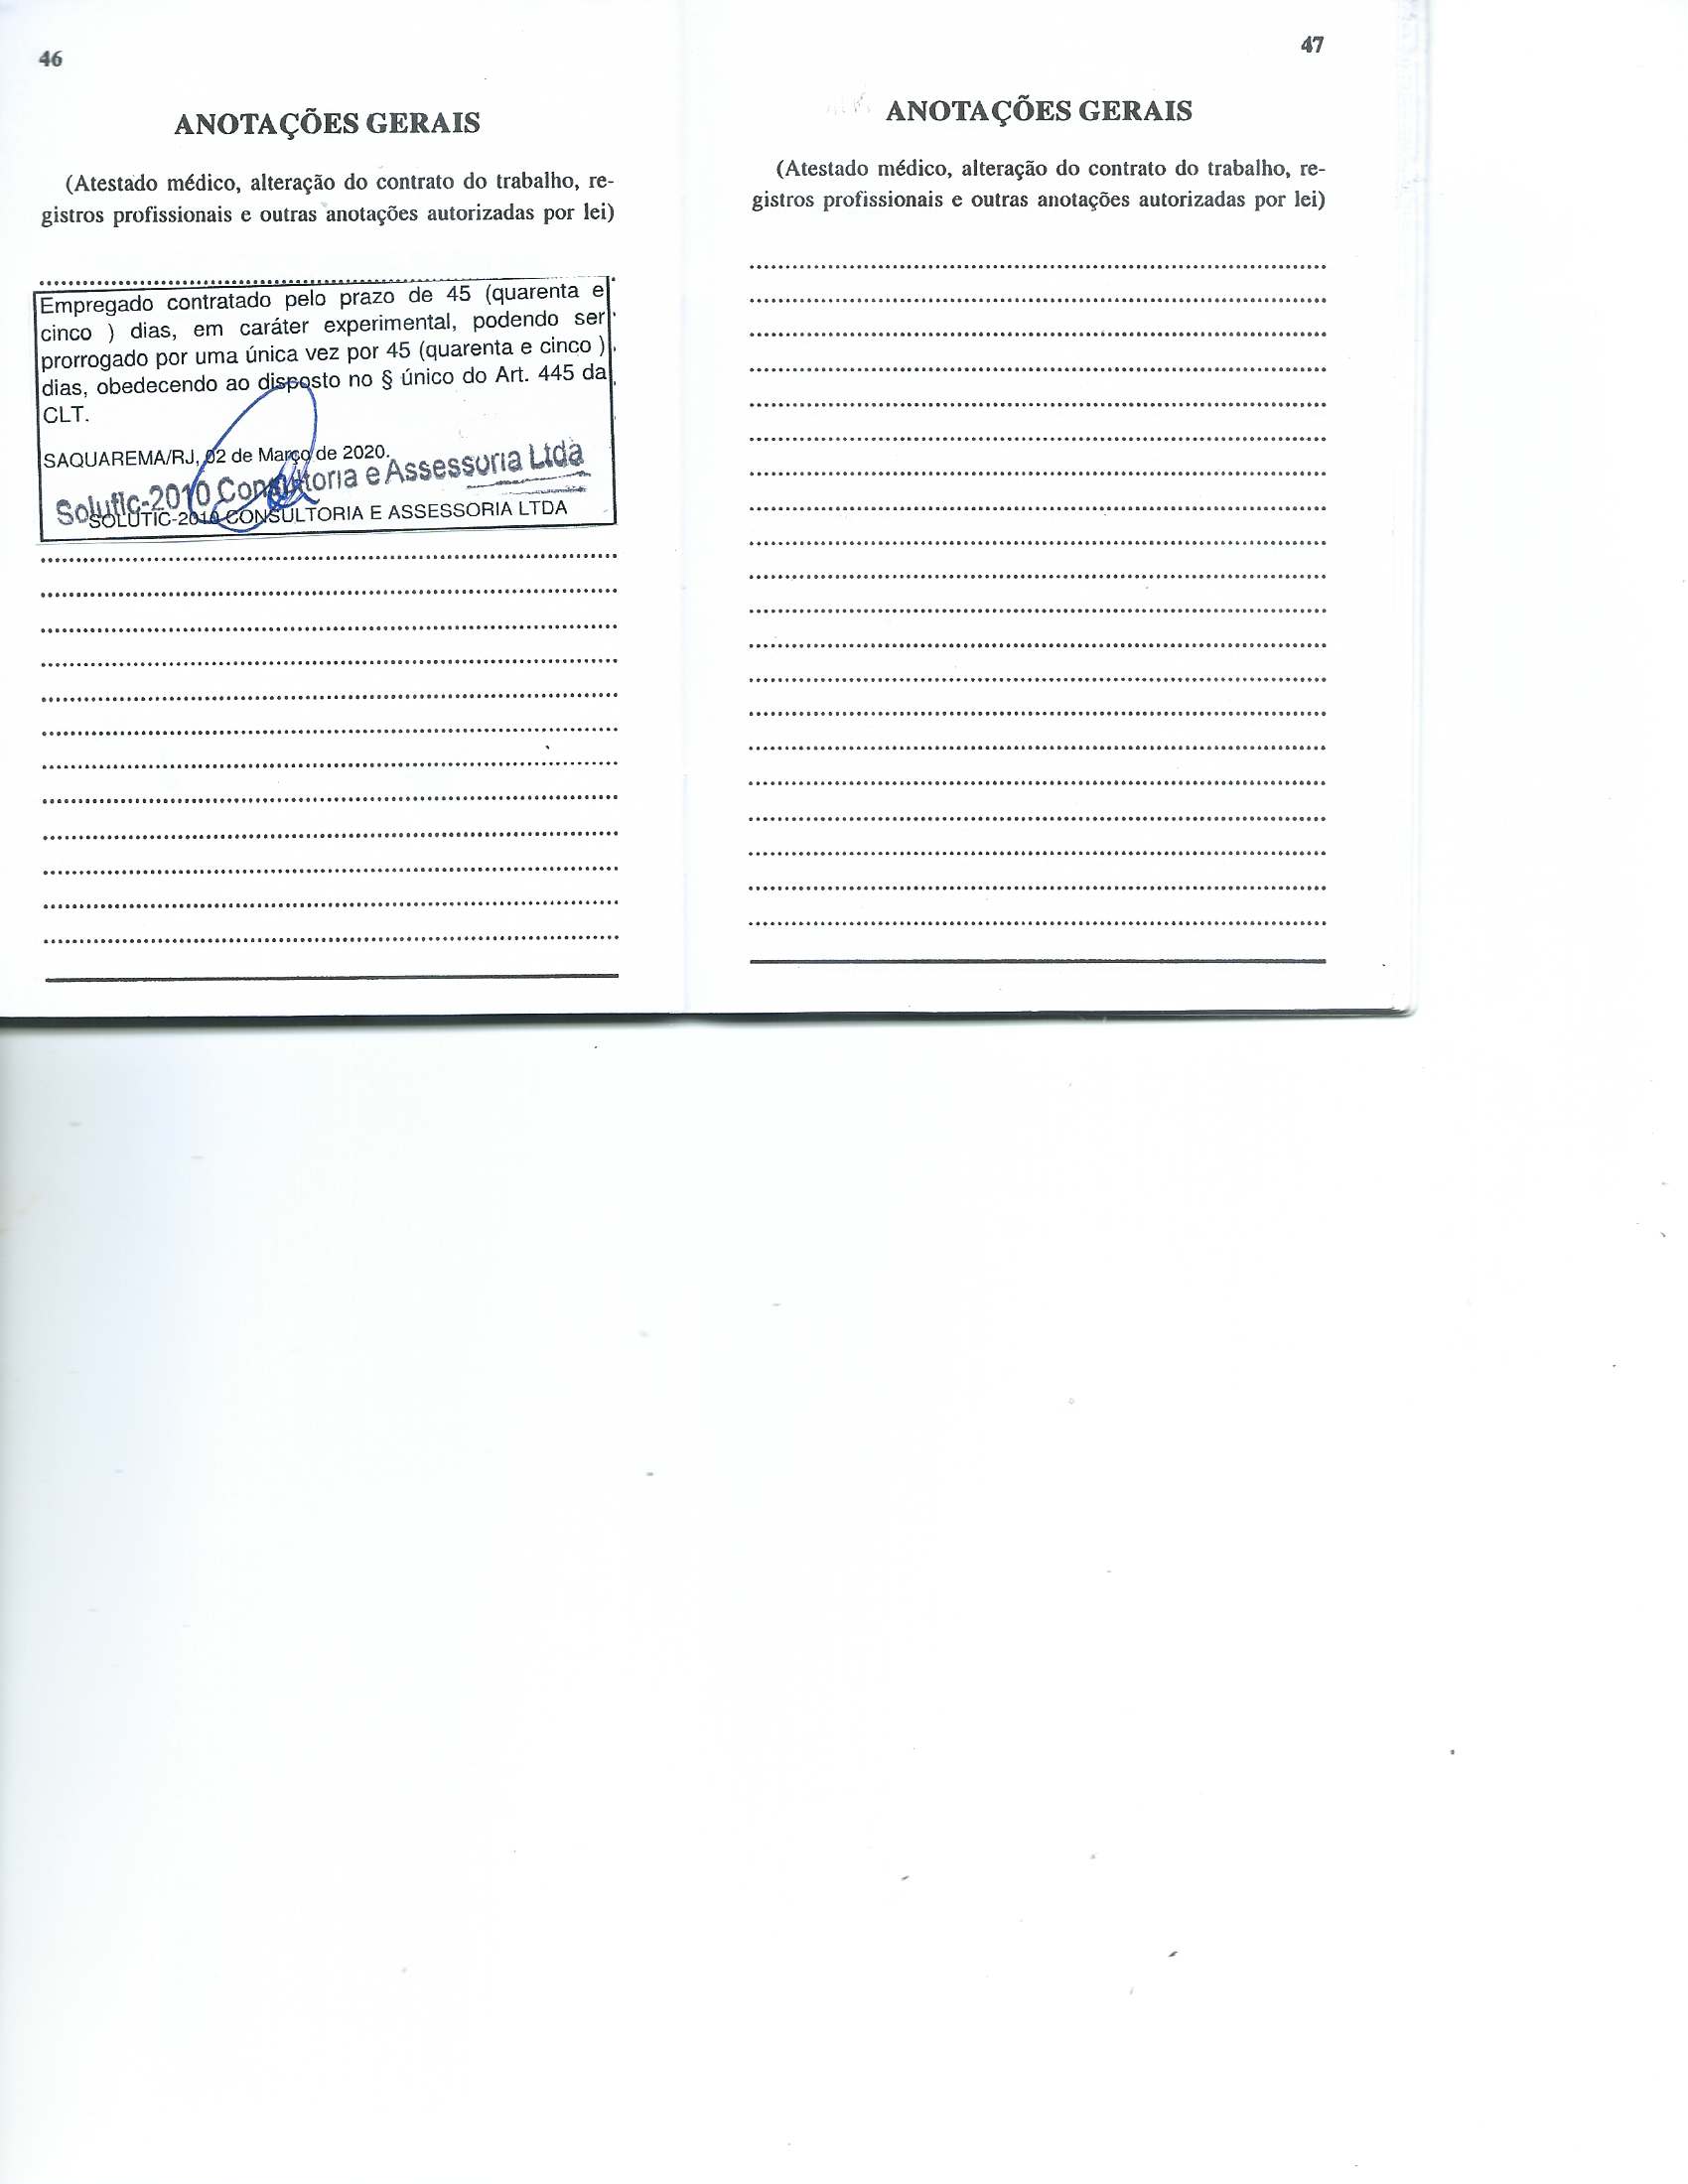 46
ANOTAÇÕES GERAIS
(Atestado médico, alteração do contrato do trabalho, re-
gistros profissionais e outras anotações autorizadas por lei)
Empregado contratado pelo prazo de 45 (quarenta e
cinco ) dias, em caráter experimental, podendo ser
prorrogado por uma única vez por 45 (quarenta e cinco )
dias, obedecendo ao disposto no § único do Art. 445 da
CLT.
SAQUAREMA/RJ, 02 de Março de 2020.
Solutic-2010 Consultoria e Assessoria Ltda
SOLUTIC-2010 CONSULTORIA E ASSESSORIA LTDA
47
ANOTAÇÕES GERAIS
(Atestado médico, alteração do contrato do trabalho, re-
gistros profissionais e outras anotações autorizadas por lei)